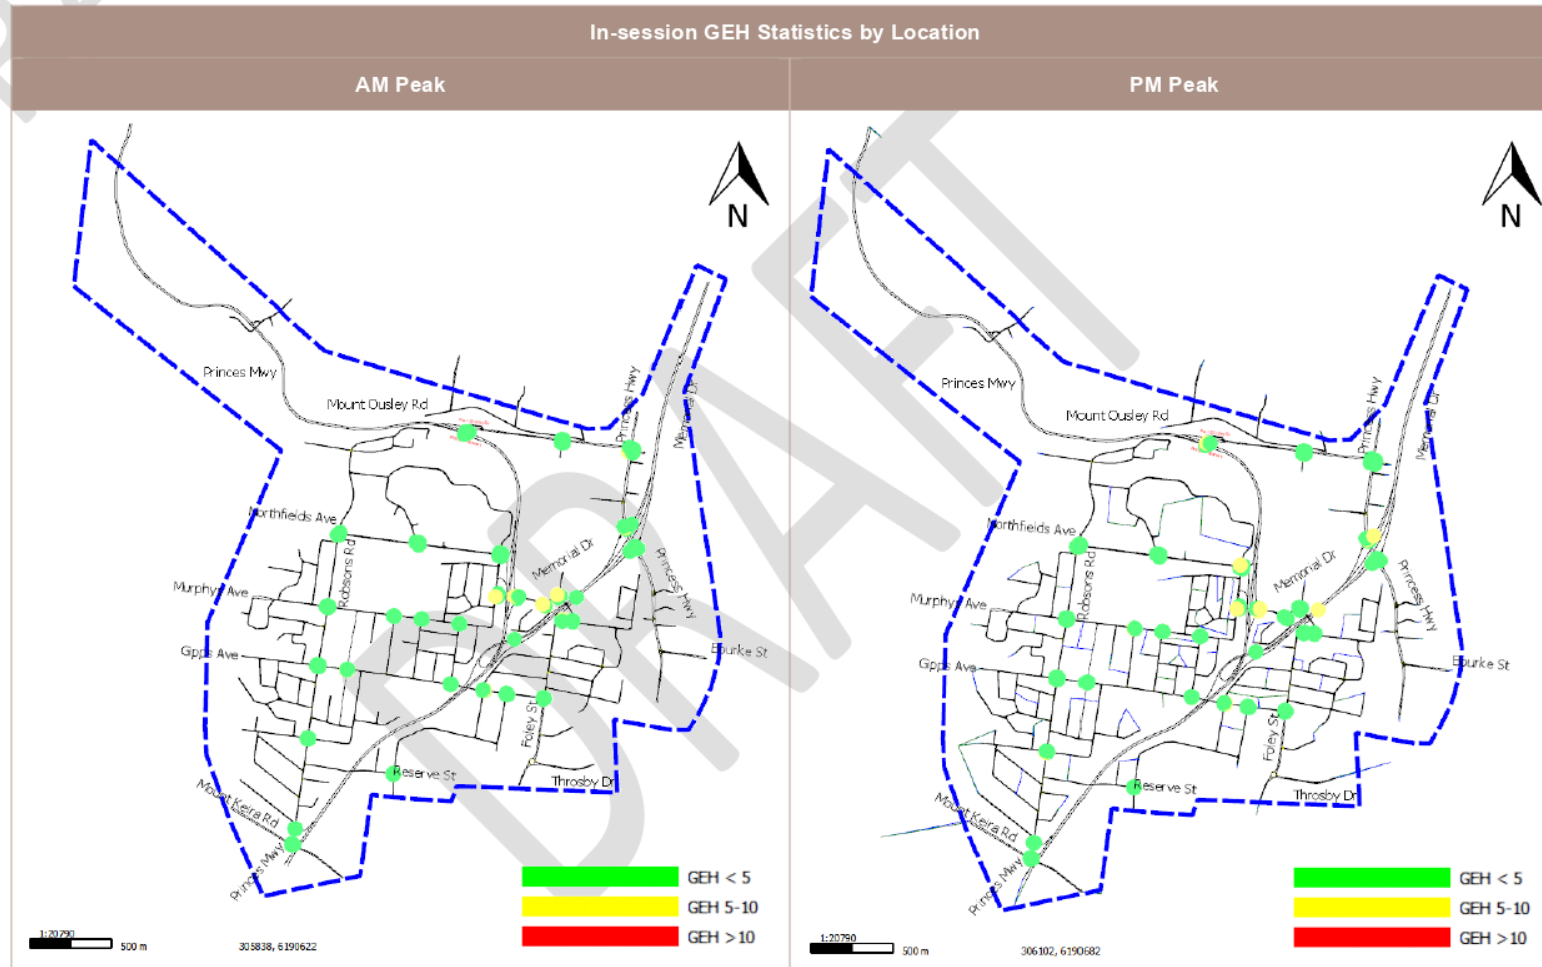 In-session GEH Statistics by Location
AM Peak
PM Peak
N
Princes Mwy
Mount Ousley Rd
Princess Hwy
Memorial Dr
Northfields Ave
Robsons Rd
Memorial Dr
Princess Hwy
Murphys Ave
Gipps Ave
Bourke St
Foley St
Reserve St
Throsby Dr
Mount Keira Rd
Princes Mwy
GEH < 5
GEH 5-10
GEH >10
1:20790
500 m
305838, 6190622
N
Princes Mwy
Mount Ousley Rd
Princess Hwy
Memorial Dr
Northfields Ave
Robsons Rd
Memorial Dr
Princess Hwy
Murphys Ave
Gipps Ave
Bourke St
Foley St
Reserve St
Throsby Dr
Mount Keira Rd
Princes Mwy
GEH < 5
GEH 5-10
GEH >10
1:20790
500 m
306102, 6190682
DRAFT